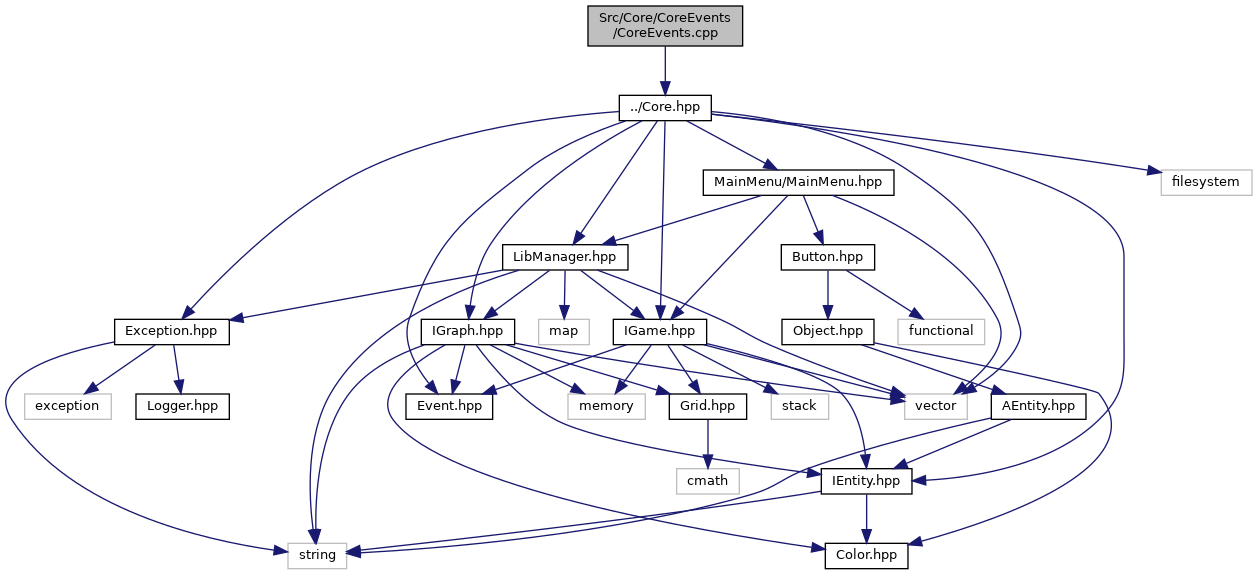 Src/Core/CoreEvents
/CoreEvents.cpp
../Core.hpp
MainMenu/MainMenu.hpp
filesystem
LibManager.hpp
Button.hpp
Exception.hpp
IGraph.hpp
map
IGame.hpp
Object.hpp
functional
exception
Logger.hpp
Event.hpp
memory
Grid.hpp
stack
vector
AEntity.hpp
cmath
IEntity.hpp
string
Color.hpp